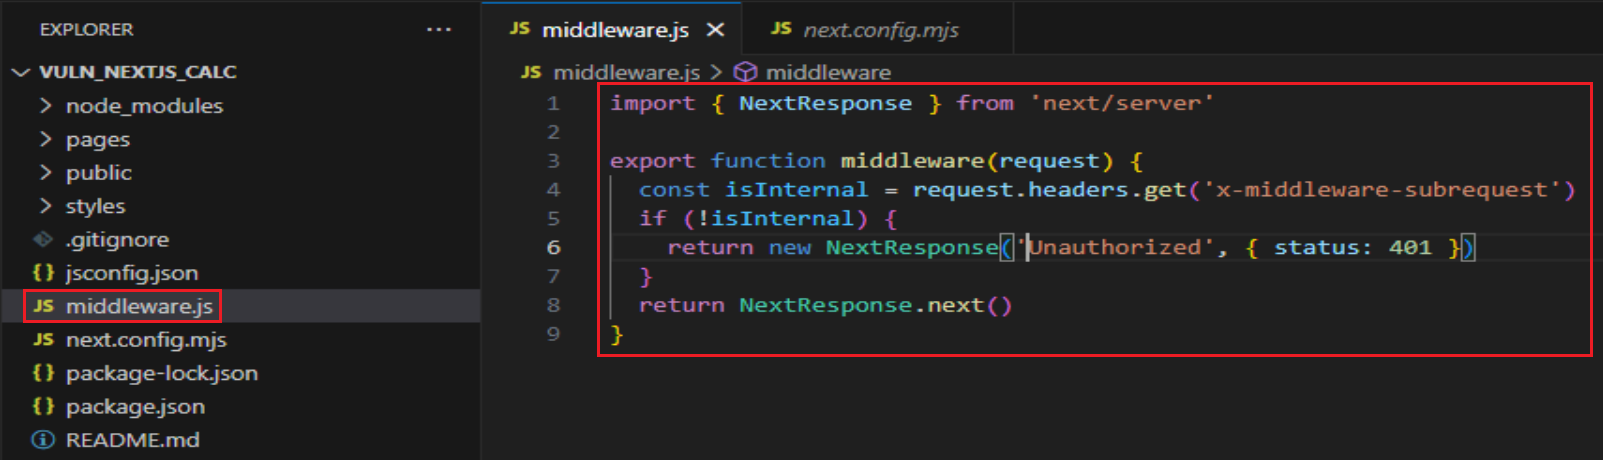 EXPLORER ...
VULN_NEXTJS_CALC
node_modules
pages
public
styles
.gitignore
{} jsconfig.json
JS middleware.js
JS next.config.mjs
{} package-lock.json
{} package.json
README.md
JS middleware.js × JS next.config.mjs
JS middleware.js > middleware
1 import { NextResponse } from 'next/server'
2
3 export function middleware(request) {
4 const isInternal = request.headers.get('x-middleware-subrequest')
5 if (!isInternal) {
6 return new NextResponse('Unauthorized', { status: 401 })
7 }
8 return NextResponse.next()
9 }